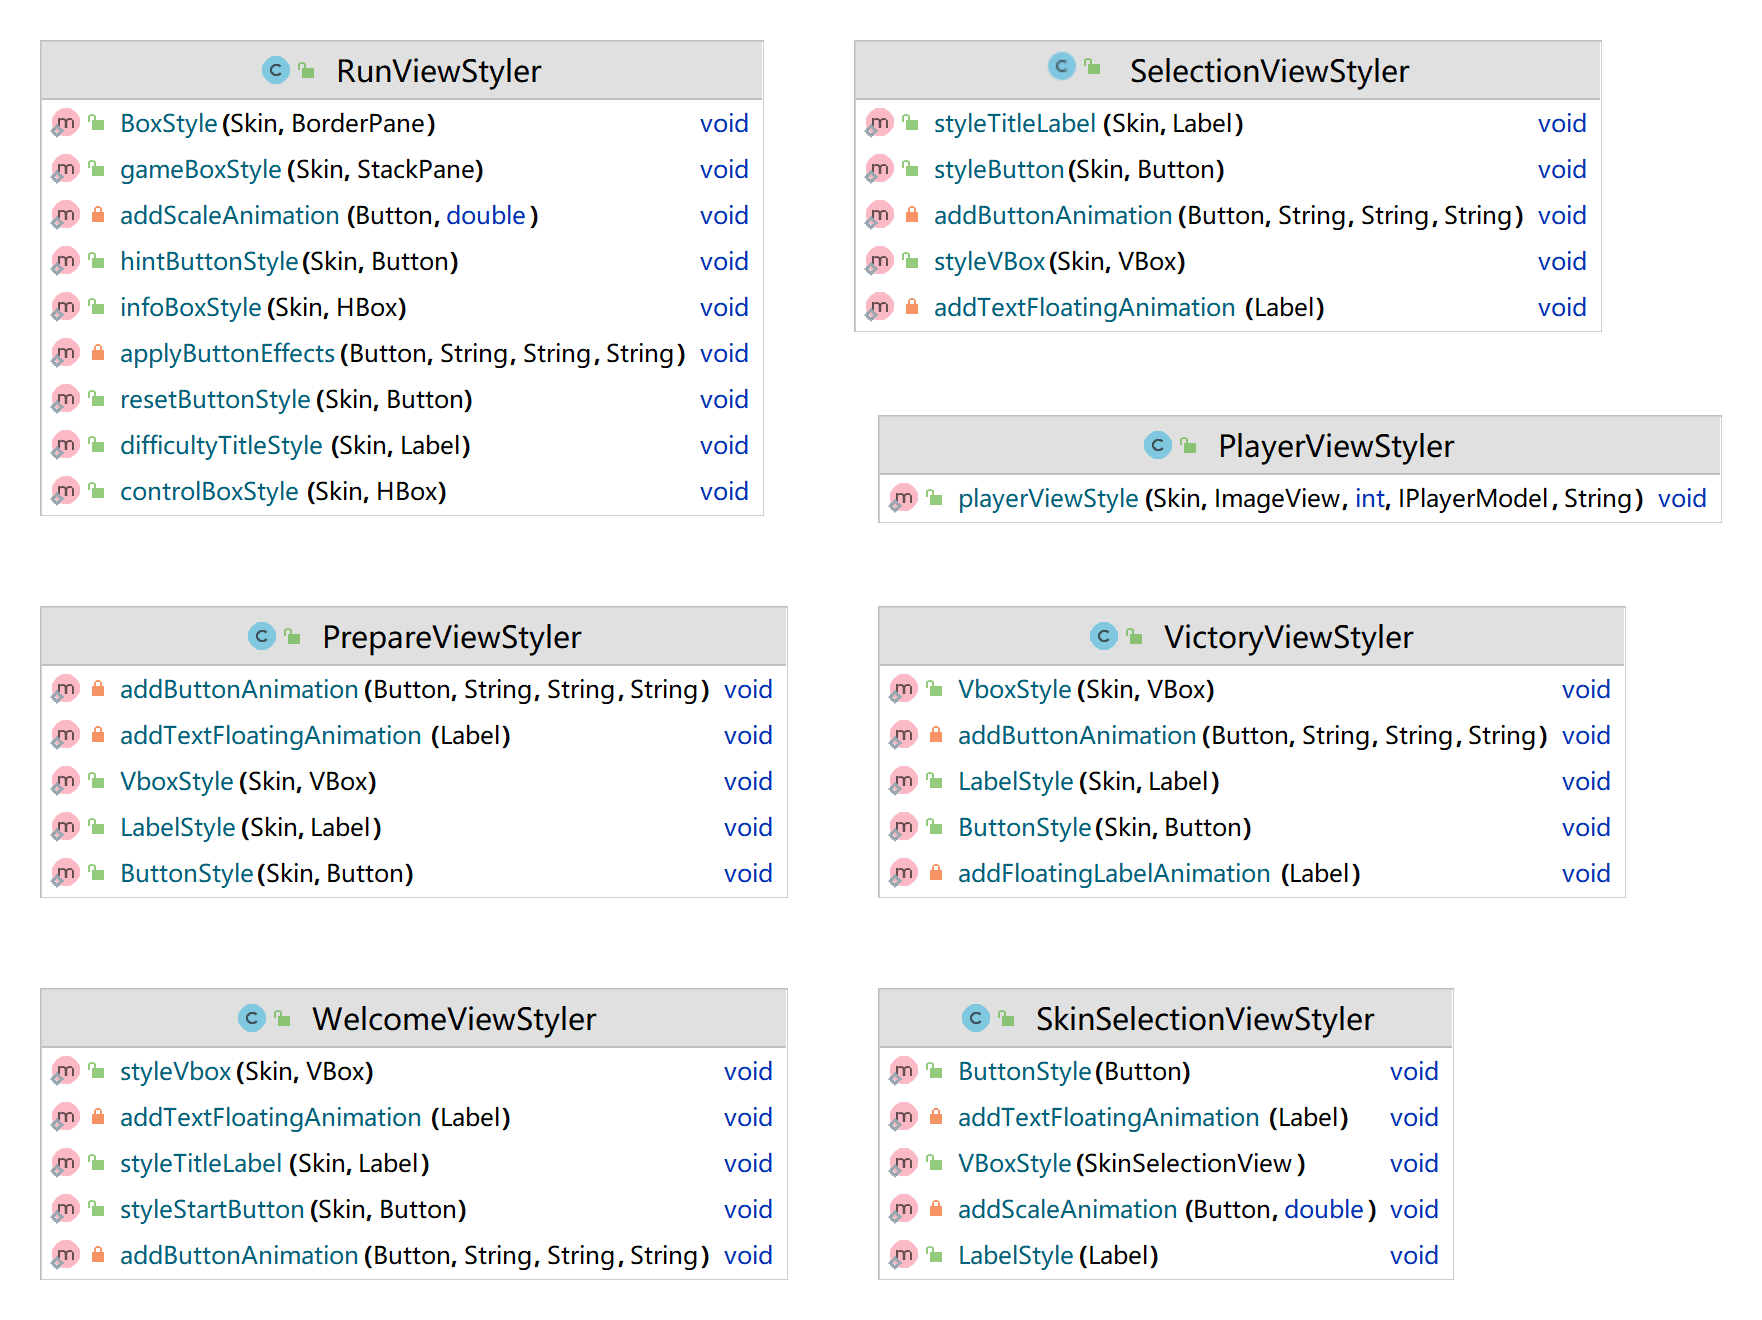 RunViewStyler
BoxStyle(Skin, BorderPane) void
gameBoxStyle(Skin, StackPane) void
addScaleAnimation (Button, double) void
hintButtonStyle(Skin, Button) void
infoBoxStyle(Skin, HBox) void
applyButtonEffects(Button, String, String, String) void
resetButtonStyle(Skin, Button) void
difficultyTitleStyle (Skin, Label) void
controlBoxStyle (Skin, HBox) void
SelectionViewStyler
styleTitleLabel (Skin, Label) void
styleButton(Skin, Button) void
addButtonAnimation(Button, String, String, String) void
styleVBox(Skin, VBox) void
addTextFloatingAnimation (Label) void
PlayerViewStyler
playerViewStyle(Skin, ImageView, int, IPlayerModel, String) void
PrepareViewStyler
addButtonAnimation(Button, String, String, String) void
addTextFloatingAnimation (Label) void
VboxStyle(Skin, VBox) void
LabelStyle(Skin, Label) void
ButtonStyle(Skin, Button) void
VictoryViewStyler
VboxStyle(Skin, VBox) void
addButtonAnimation(Button, String, String, String) void
LabelStyle(Skin, Label) void
ButtonStyle(Skin, Button) void
addFloatingLabelAnimation (Label) void
WelcomeViewStyler
styleVbox(Skin, VBox) void
addTextFloatingAnimation (Label) void
styleTitleLabel (Skin, Label) void
styleStartButton(Skin, Button) void
addButtonAnimation(Button, String, String, String) void
SkinSelectionViewStyler
ButtonStyle(Button) void
addTextFloatingAnimation (Label) void
VBoxStyle(SkinSelectionView) void
addScaleAnimation (Button, double) void
LabelStyle(Label) void